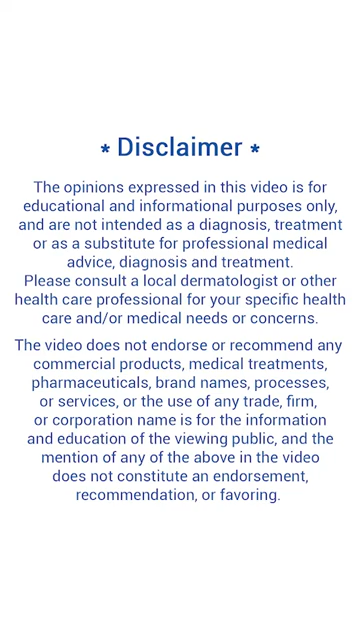 * Disclaimer *
The opinions expressed in this video is for
educational and informational purposes only,
and are not intended as a diagnosis, treatment
or as a substitute for professional medical
advice, diagnosis and treatment.
Please consult a local dermatologist or other
health care professional for your specific health
care and/or medical needs or concerns.
The video does not endorse or recommend any
commercial products, medical treatments,
pharmaceuticals, brand names, processes,
or services, or the use of any trade, firm,
or corporation name is for the information
and education of the viewing public, and the
mention of any of the above in the video
does not constitute an endorsement,
recommendation, or favoring.